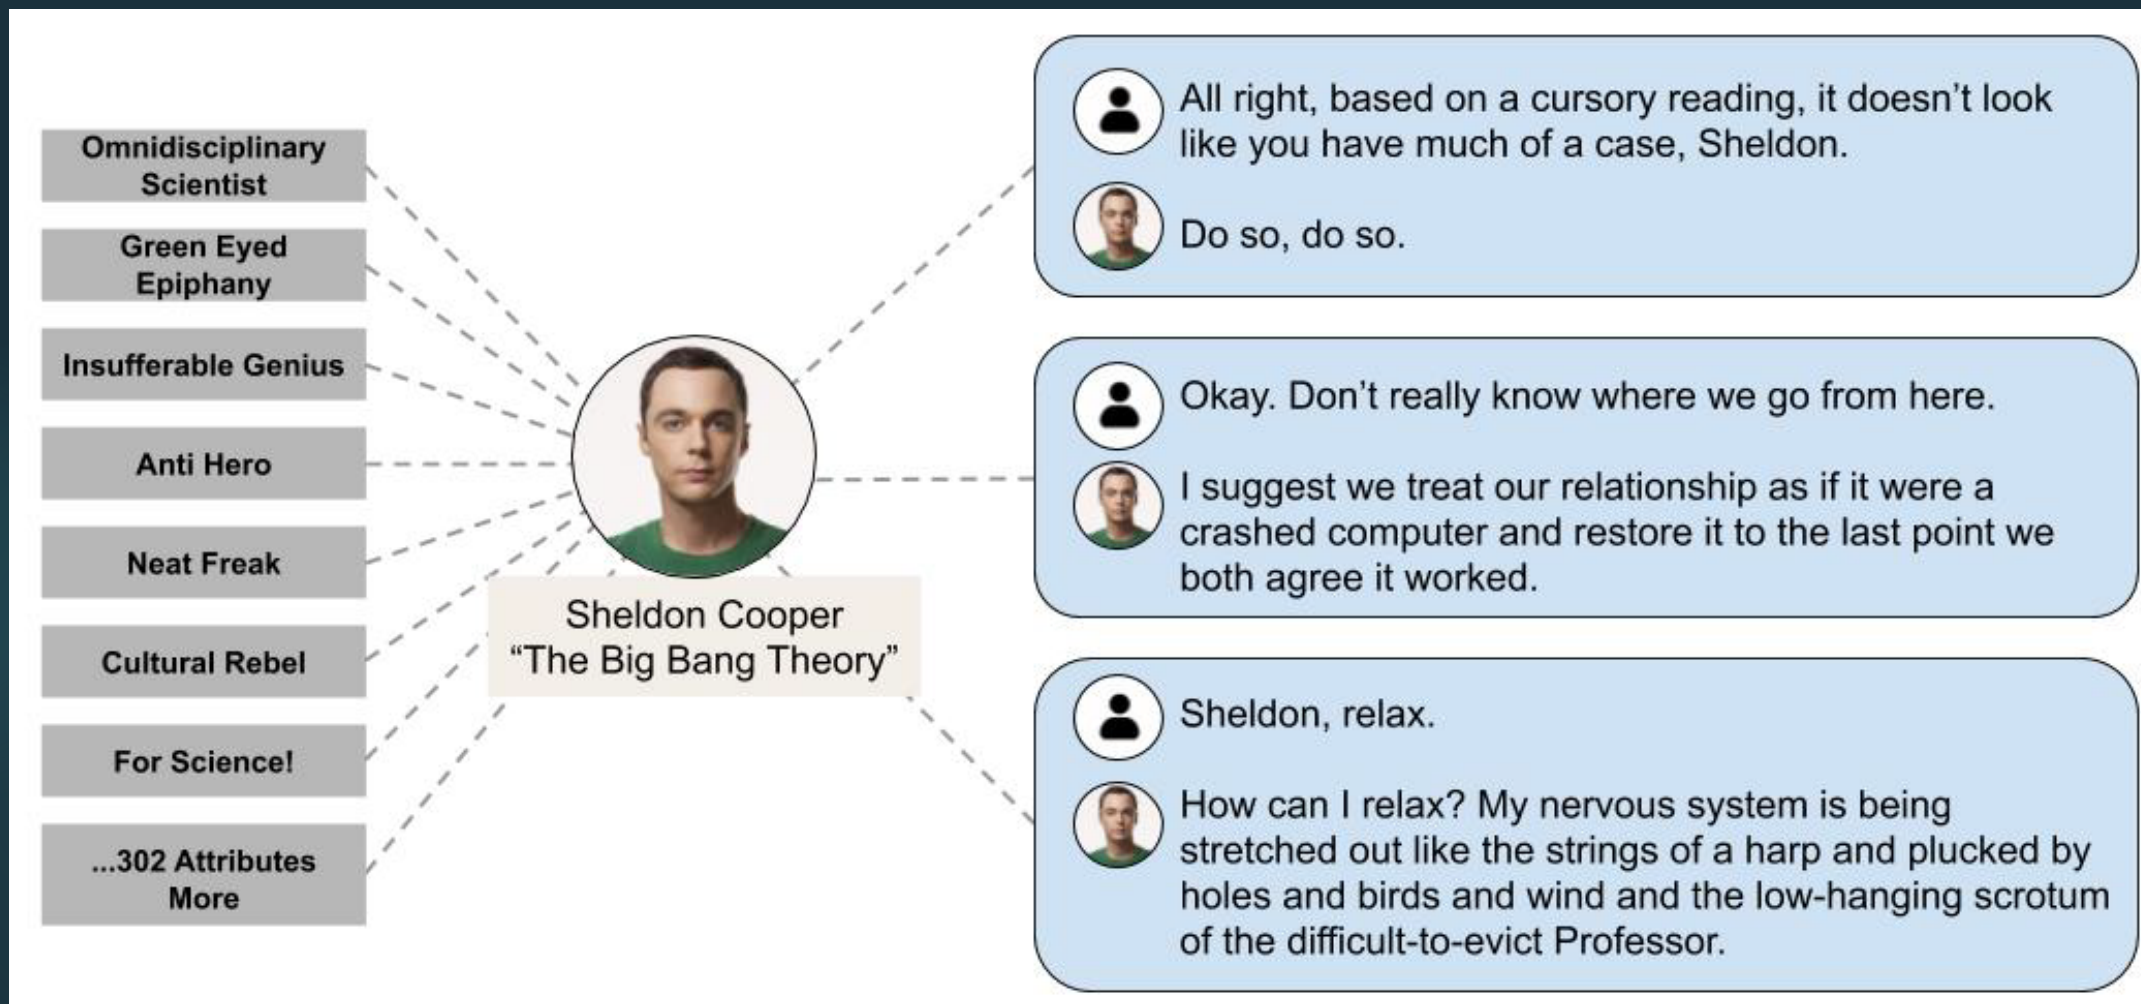 Omnidisciplinary
Scientist
Green Eyed
Epiphany
Insufferable Genius
Anti Hero
Neat Freak
Cultural Rebel
For Science!
...302 Attributes
More
Sheldon Cooper
“The Big Bang Theory”
All right, based on a cursory reading, it doesn’t look
like you have much of a case, Sheldon.
Do so, do so.
Okay. Don’t really know where we go from here.
I suggest we treat our relationship as if it were a
crashed computer and restore it to the last point we
both agree it worked.
Sheldon, relax.
How can I relax? My nervous system is being
stretched out like the strings of a harp and plucked by
holes and birds and wind and the low-hanging scrotum
of the difficult-to-evict Professor.